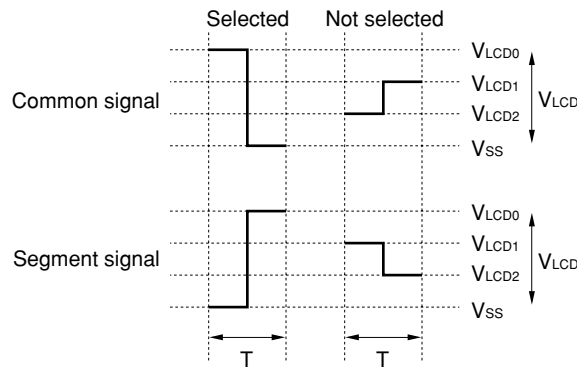 Selected Not selected
VLCD0
VLCD1
Common signal VLCD
VLCD2
VSS
VLCD0
VLCD1
Segment signal VLCD
VLCD2
VSS
T T